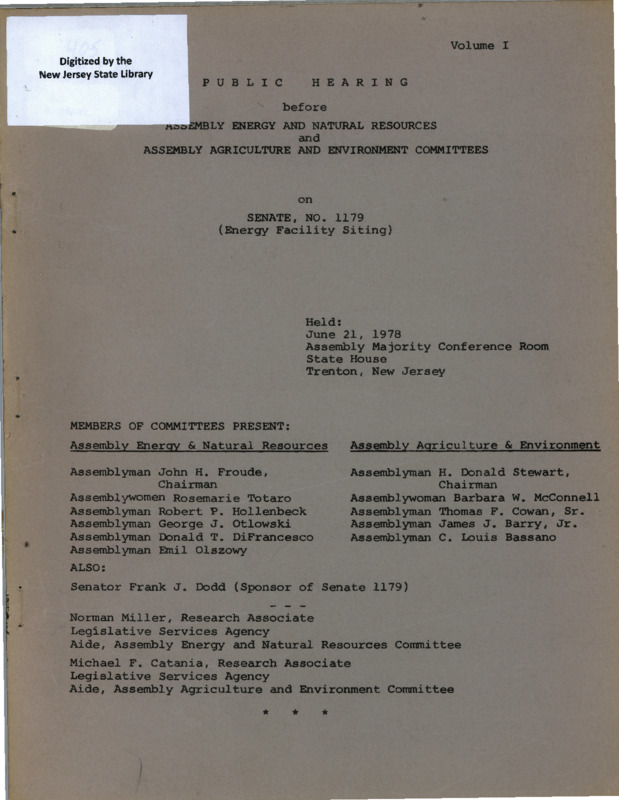 Volume I
Digitized by the
New Jersey State Library
PUBLIC HEARING
before
ASSEMBLY ENERGY AND NATURAL RESOURCES
and
ASSEMBLY AGRICULTURE AND ENVIRONMENT COMMITTEES
on
SENATE, NO. 1179
(Energy Facility Siting)
Held:
June 21, 1978
Assembly Majority Conference Room
State House
Trenton, New Jersey
MEMBERS OF COMMITTEES PRESENT:
Assembly Energy & Natural Resources
Assemblyman John H. Froude,
Chairman
Assemblywomen Rosemarie Totaro
Assemblyman Robert P. Hollenbeck
Assemblyman George J. Otlowski
Assemblyman Donald T. DiFrancesco
Assemblyman Emil Olszowy
Assembly Agriculture & Environment
Assemblyman H. Donald Stewart,
Chairman
Assemblywoman Barbara W. McConnell
Assemblyman Thomas F. Cowan, Sr.
Assemblyman James J. Barry, Jr.
Assemblyman C. Louis Bassano
ALSO:
Senator Frank J. Dodd (Sponsor of Senate 1179)
- - -
Norman Miller, Research Associate
Legislative Services Agency
Aide, Assembly Energy and Natural Resources Committee
Michael F. Catania, Research Associate
Legislative Services Agency
Aide, Assembly Agriculture and Environment Committee
* * *